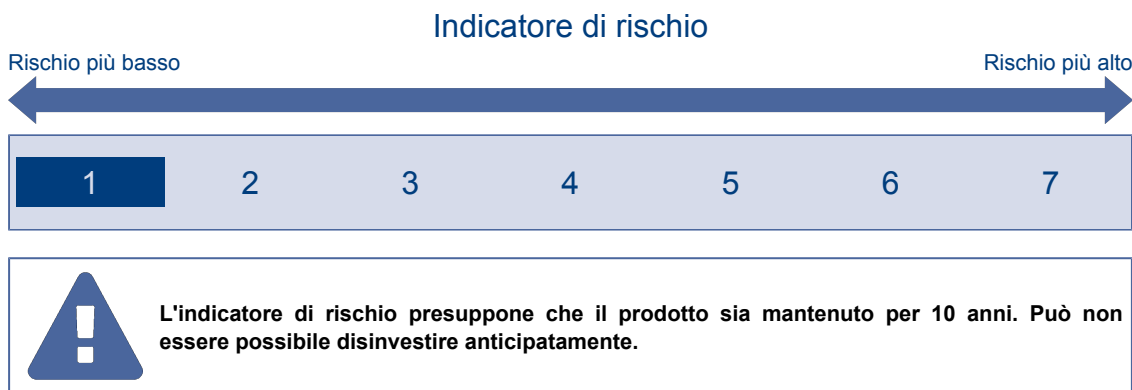 Indicatore di rischio
Rischio più basso
Rischio più alto
1 2 3 4 5 6 7
L'indicatore di rischio presuppone che il prodotto sia mantenuto per 10 anni. Può non
essere possibile disinvestire anticipatamente.